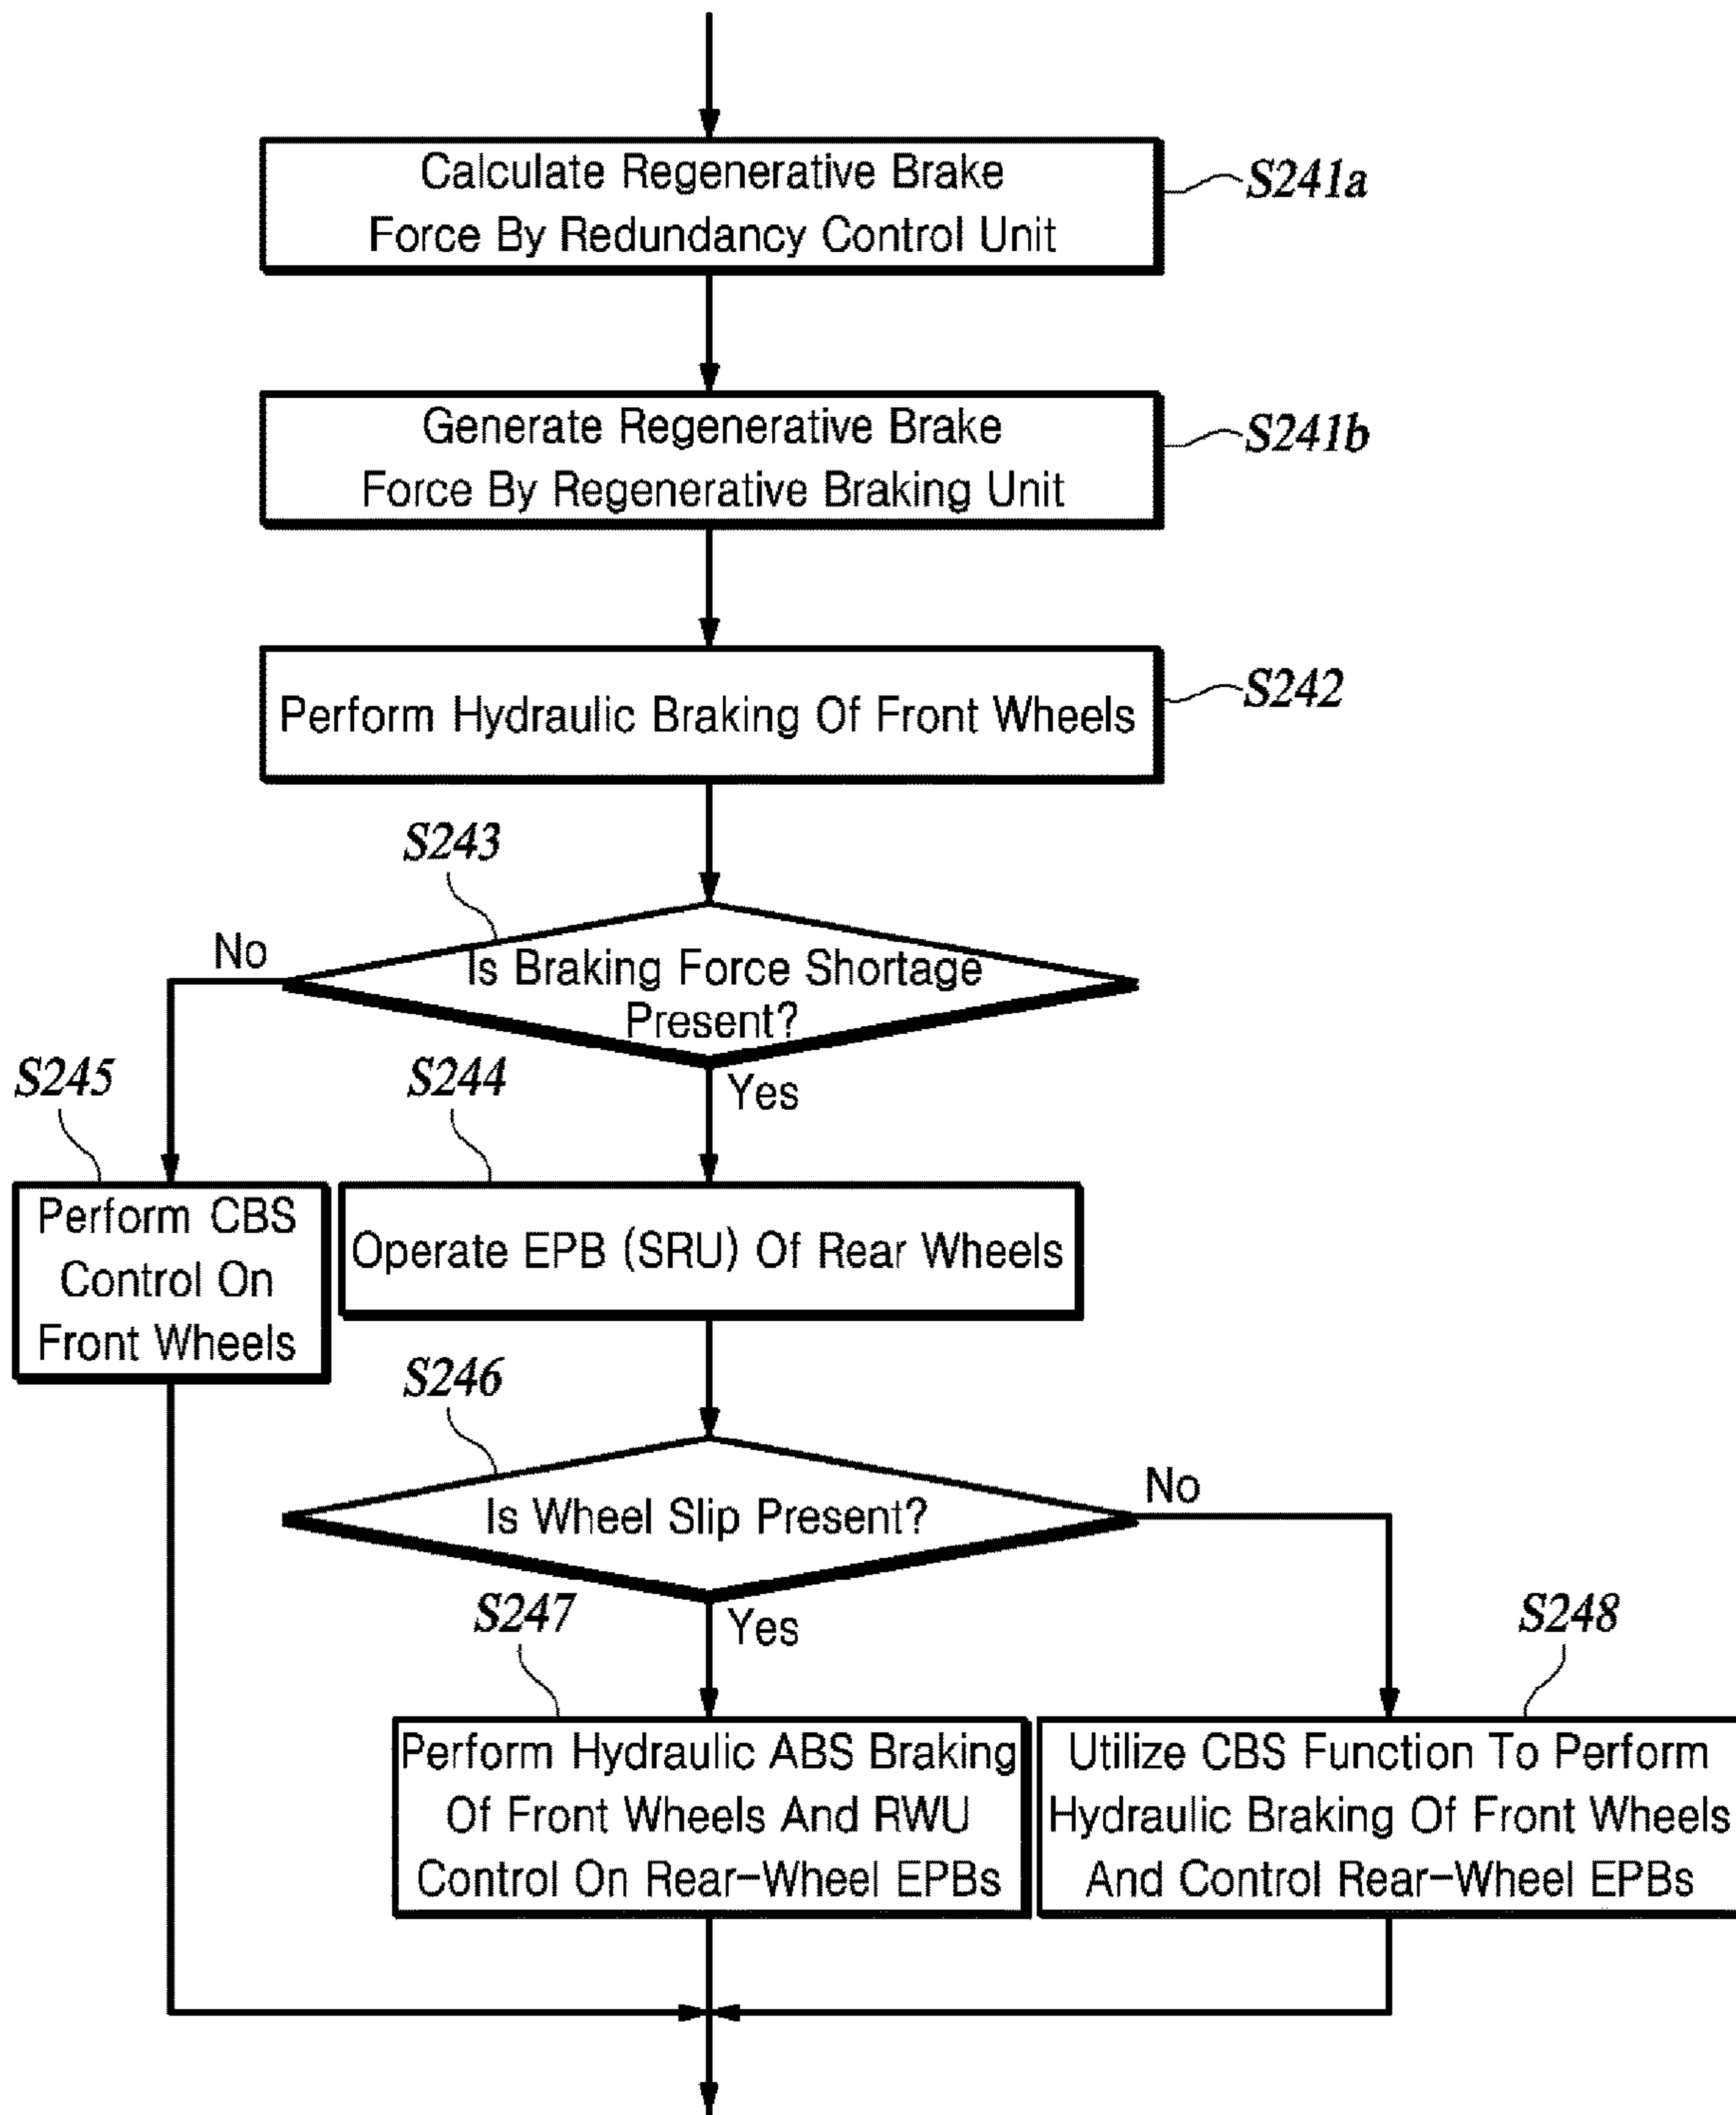 Calculate Regenerative Brake
Force By Redundancy Control Unit
S241a
Generate Regenerative Brake
Force By Regenerative Braking Unit
S241b
Perform Hydraulic Braking Of Front Wheels
S242
S243
No
Is Braking Force Shortage
Present?
Yes
S245
Perform CBS
Control On
Front Wheels
S244
Operate EPB (SRU) Of Rear Wheels
S246
Is Wheel Slip Present?
No
Yes
S247
Perform Hydraulic ABS Braking
Of Front Wheels And RWU
Control On Rear-Wheel EPBs
S248
Utilize CBS Function To Perform
Hydraulic Braking Of Front Wheels
And Control Rear-Wheel EPBs